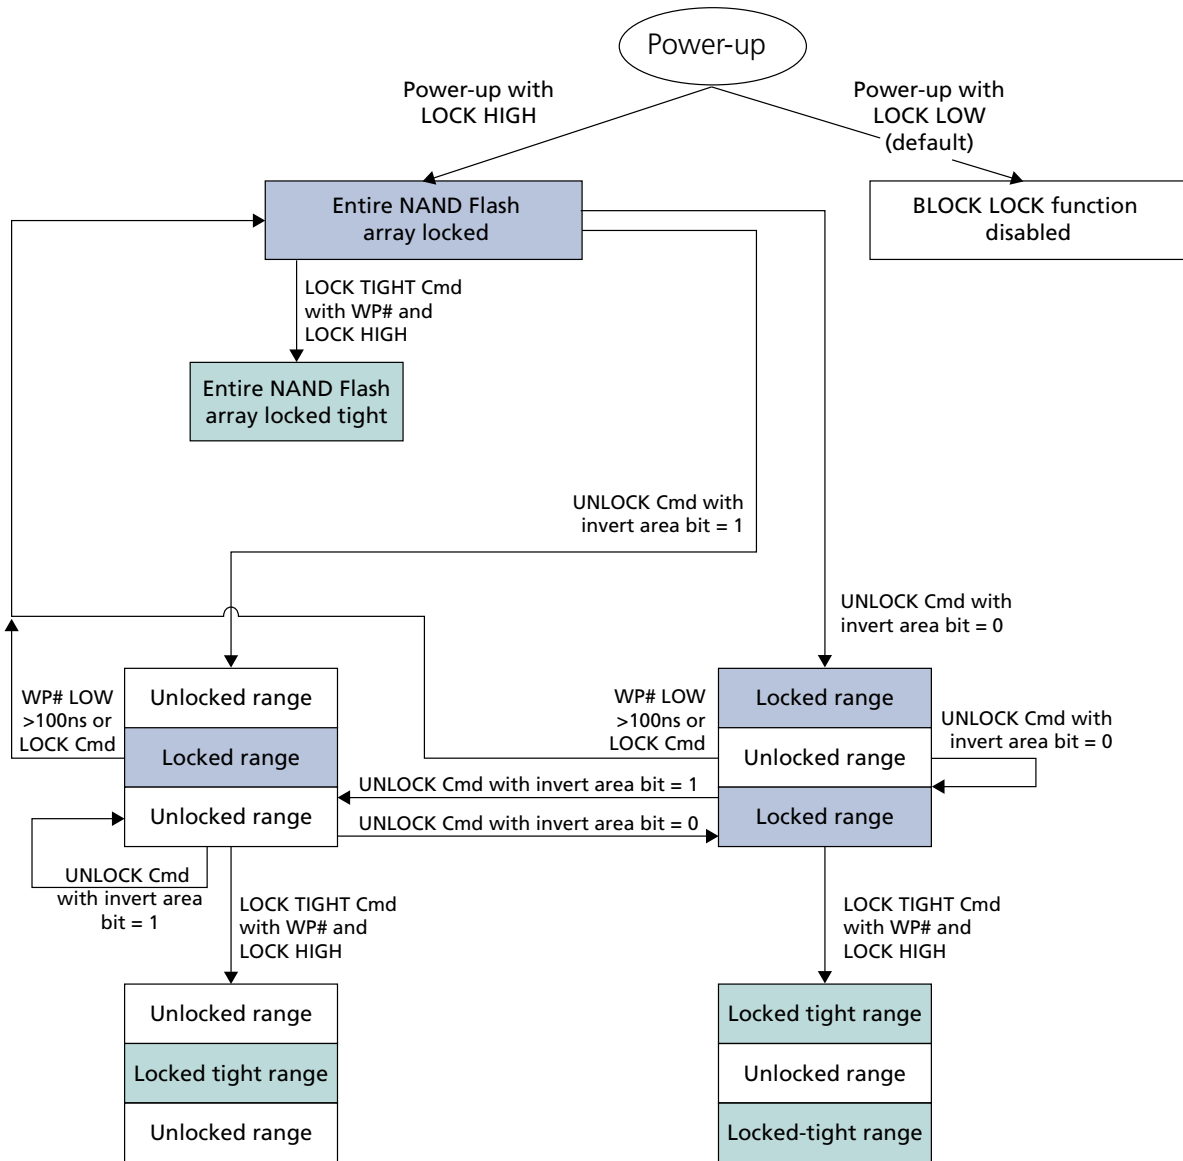 Power-up
Power-up with
LOCK HIGH
Power-up with
LOCK LOW
(default)
Entire NAND Flash
array locked
BLOCK LOCK function
disabled
LOCK TIGHT Cmd
with WP# and
LOCK HIGH
Entire NAND Flash
array locked tight
UNLOCK Cmd with
invert area bit = 1
UNLOCK Cmd with
invert area bit = 0
WP# LOW
>100ns or
LOCK Cmd
Unlocked range
Locked range
Unlocked range
WP# LOW
>100ns or
LOCK Cmd
Locked range
Unlocked range
Locked range
UNLOCK Cmd with
invert area bit = 0
UNLOCK Cmd with invert area bit = 1
UNLOCK Cmd with invert area bit = 0
UNLOCK Cmd
with invert area
bit = 1
LOCK TIGHT Cmd
with WP# and
LOCK HIGH
LOCK TIGHT Cmd
with WP# and
LOCK HIGH
Unlocked range
Locked tight range
Unlocked range
Locked tight range
Unlocked range
Locked-tight range